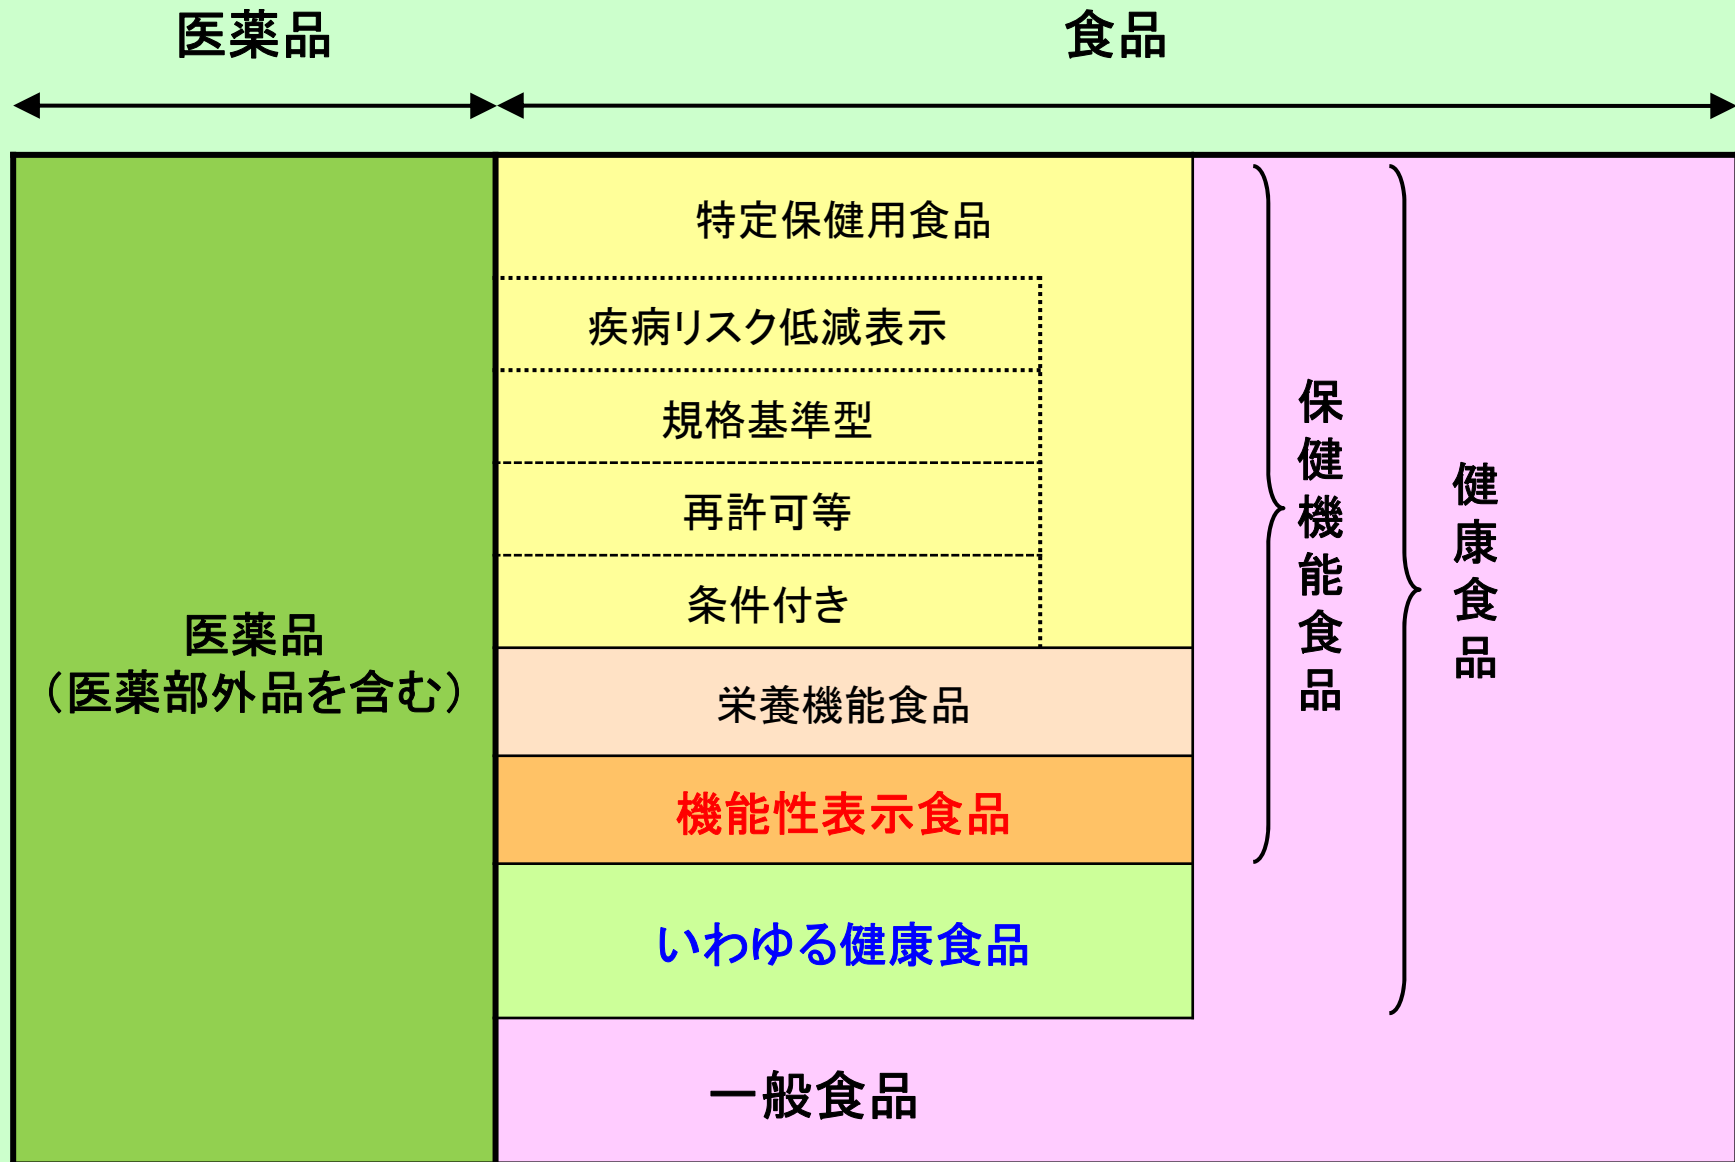 医薬品
食品
特定保健用食品
疾病リスク低減表示
規格基準型
再許可等
条件付き
栄養機能食品
機能性表示食品
いわゆる健康食品
一般食品
医薬品
（医薬部外品を含む）
保健機能食品
健康食品